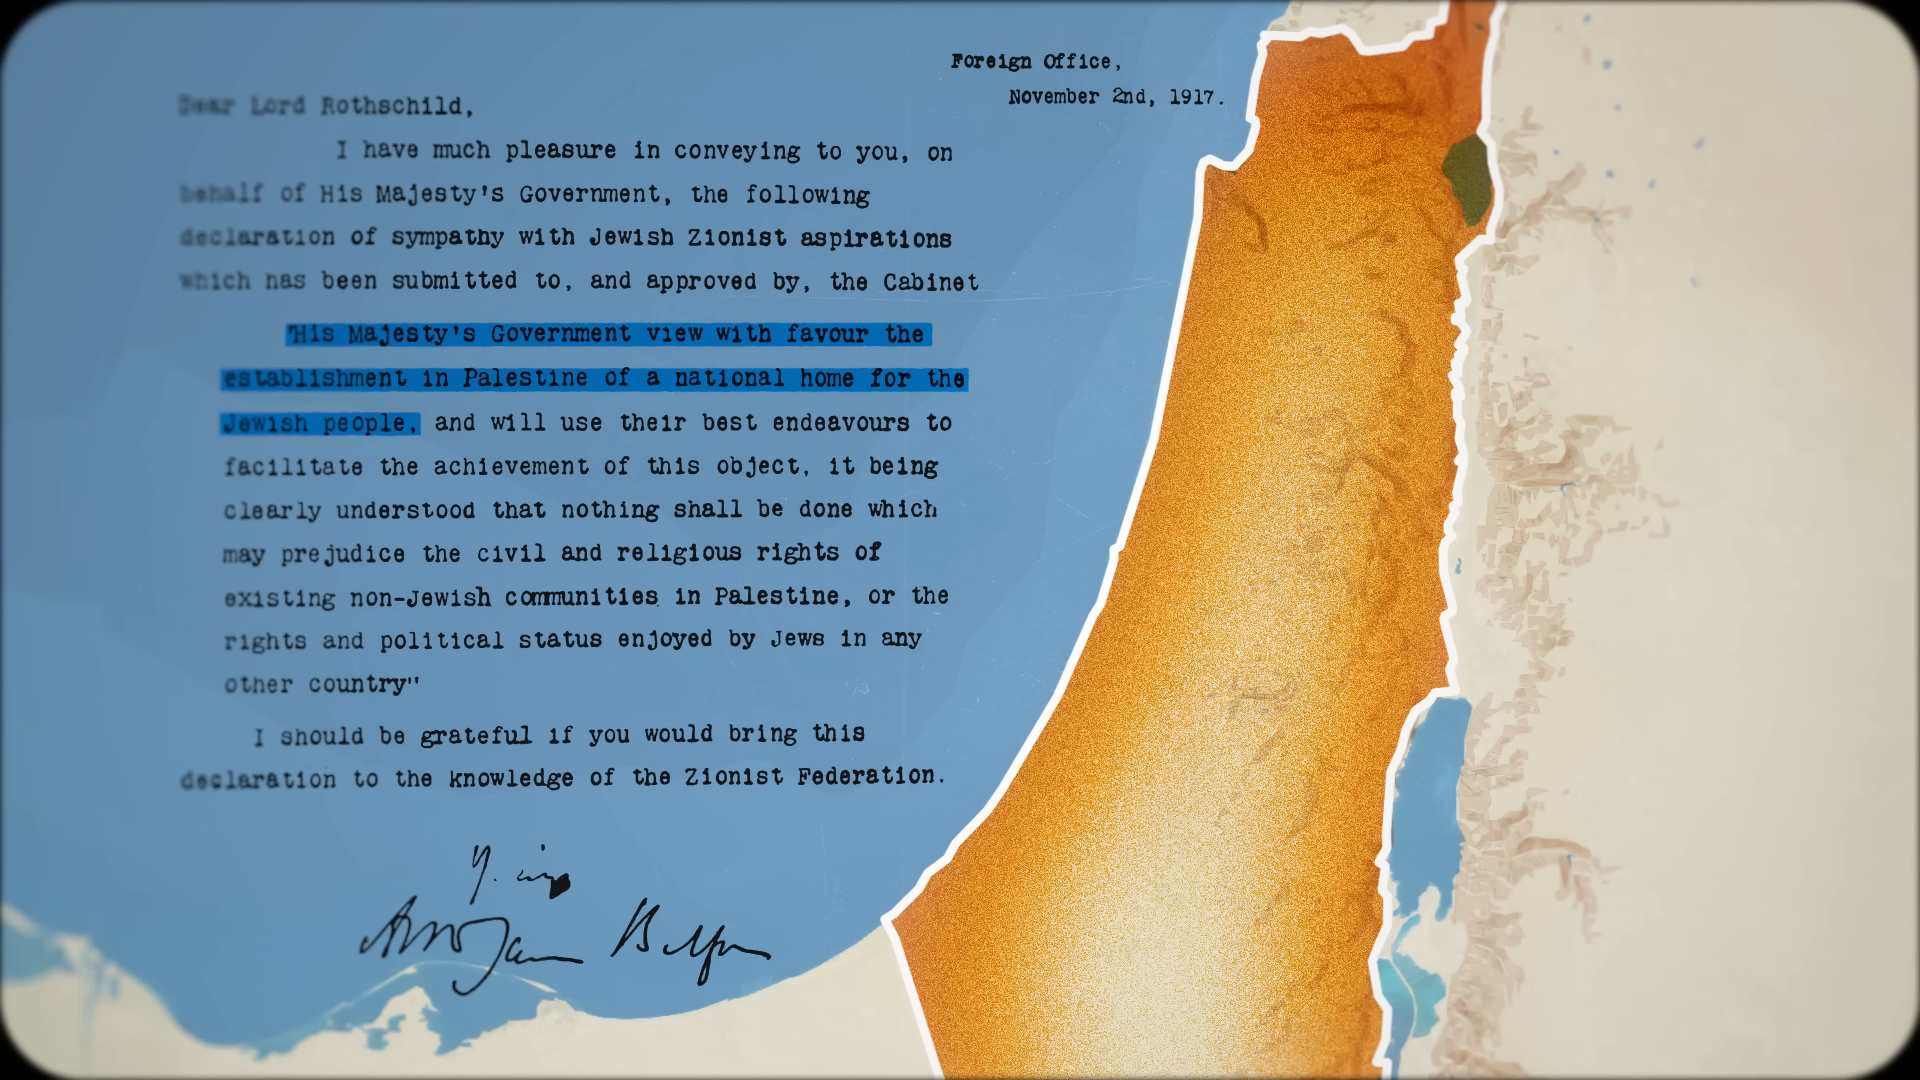 Foreign Office,
November 2nd, 1917.
Dear Lord Rothschild,
I have much pleasure in conveying to you, on
behalf of His Majesty's Government, the following
declaration of sympathy with Jewish Zionist aspirations
which has been submitted to, and approved by, the Cabinet
"His Majesty's Government view with favour the
establishment in Palestine of a national home for the
Jewish people, and will use their best endeavours to
facilitate the achievement of this object, it being
clearly understood that nothing shall be done which
may prejudice the civil and religious rights of
existing non-Jewish communities in Palestine, or the
rights and political status enjoyed by Jews in any
other country"
I should be grateful if you would bring this
declaration to the knowledge of the Zionist Federation.